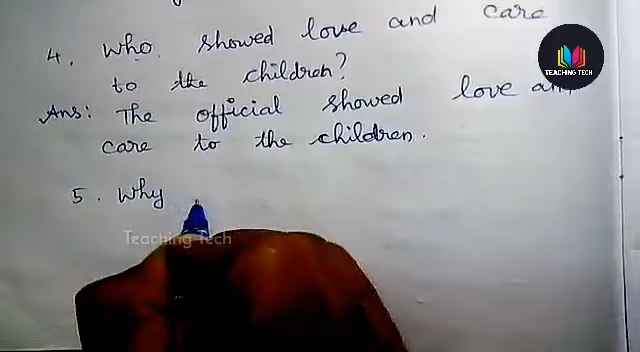 4. Who showed love and care
to the children?
Ans: The official showed love and
care to the children.
5. Why
Teaching Tech
TEACHING TECH